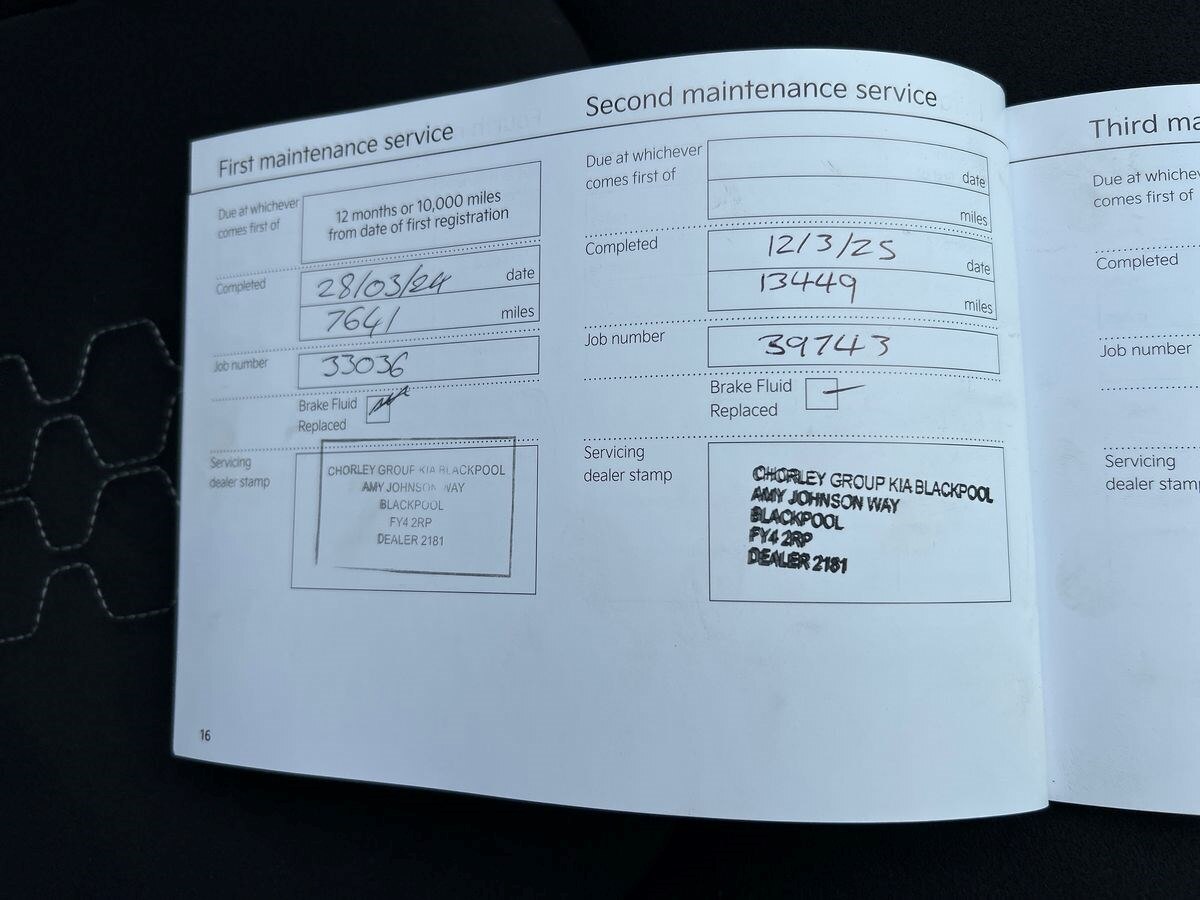 First maintenance service
Due at whichever
comes first of
12 months or 10,000 miles
from date of first registration
Completed
28/03/24 date
7641 miles
Job number
33036
Brake Fluid
Replaced
Servicing
dealer stamp
CHORLEY GROUP KIA BLACKPOOL
AMY JOHNSON WAY
BLACKPOOL
FY4 2RP
DEALER 2181
16
Second maintenance service
Due at whichever
comes first of
date
miles
Completed
12/3/25 date
13449 miles
Job number
39743
Brake Fluid
Replaced
Servicing
dealer stamp
CHORLEY GROUP KIA BLACKPOOL
AMY JOHNSON WAY
BLACKPOOL
FY4 2RP
DEALER 2181
Third ma
Due at whicheve
comes first of
Completed
Job number
Servicing
dealer stamp